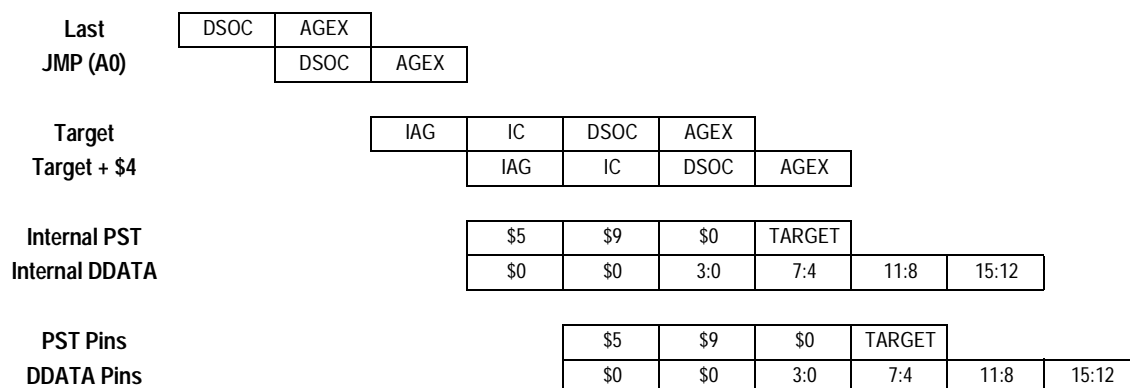 Last DSOC AGEX
JMP (A0) DSOC AGEX
Target IAG IC DSOC AGEX
Target + $4 IAG IC DSOC AGEX
Internal PST $5 $9 $0 TARGET
Internal DDATA $0 $0 3:0 7:4 11:8 15:12
PST Pins $5 $9 $0 TARGET
DDATA Pins $0 $0 3:0 7:4 11:8 15:12